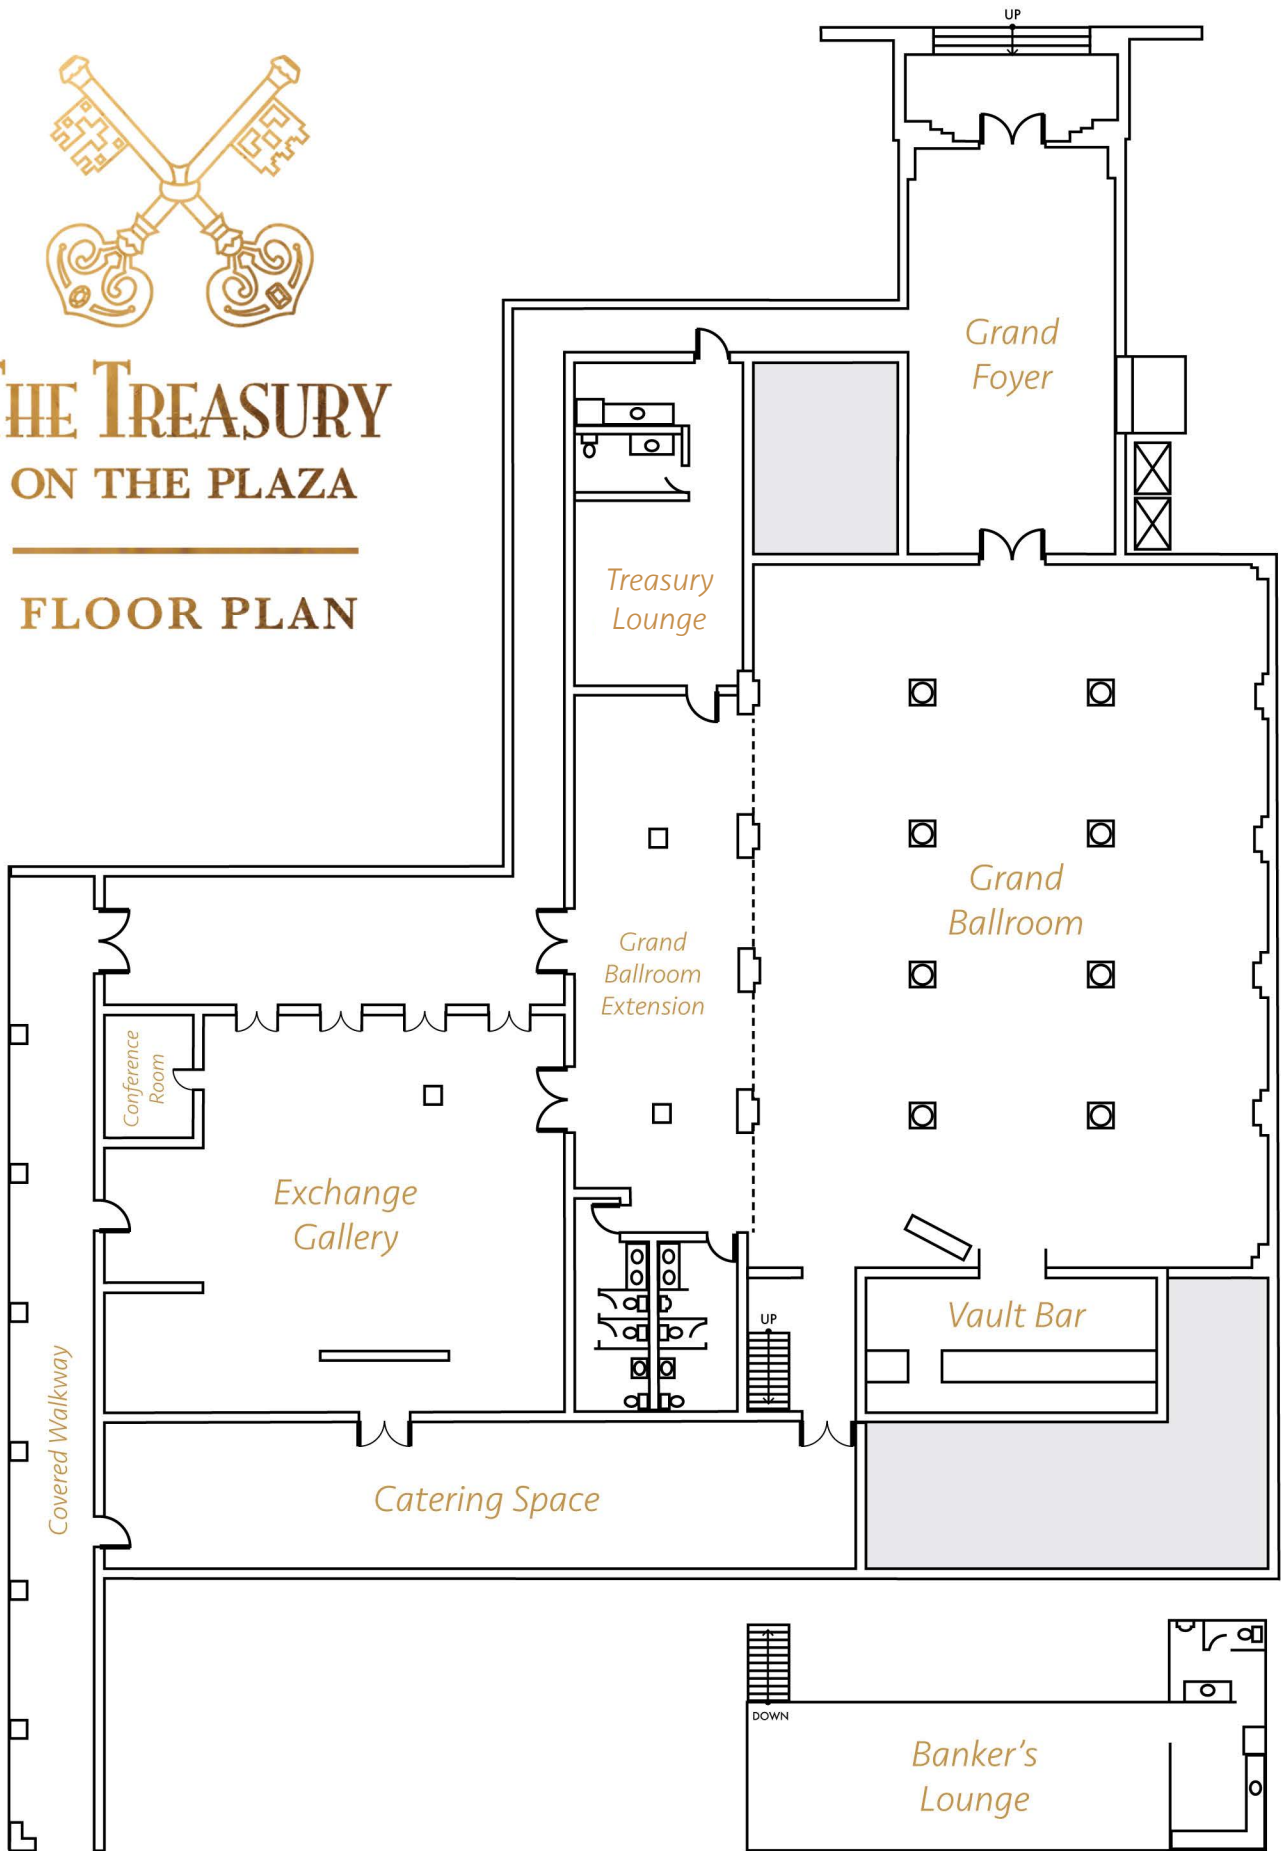 UP
THE TREASURY
ON THE PLAZA
FLOOR PLAN
Grand
Foyer
Treasury
Lounge
Grand
Ballroom
Grand
Ballroom
Extension
Conference
Room
Exchange
Gallery
Vault Bar
UP
Covered Walkway
Catering Space
DOWN
Banker's
Lounge